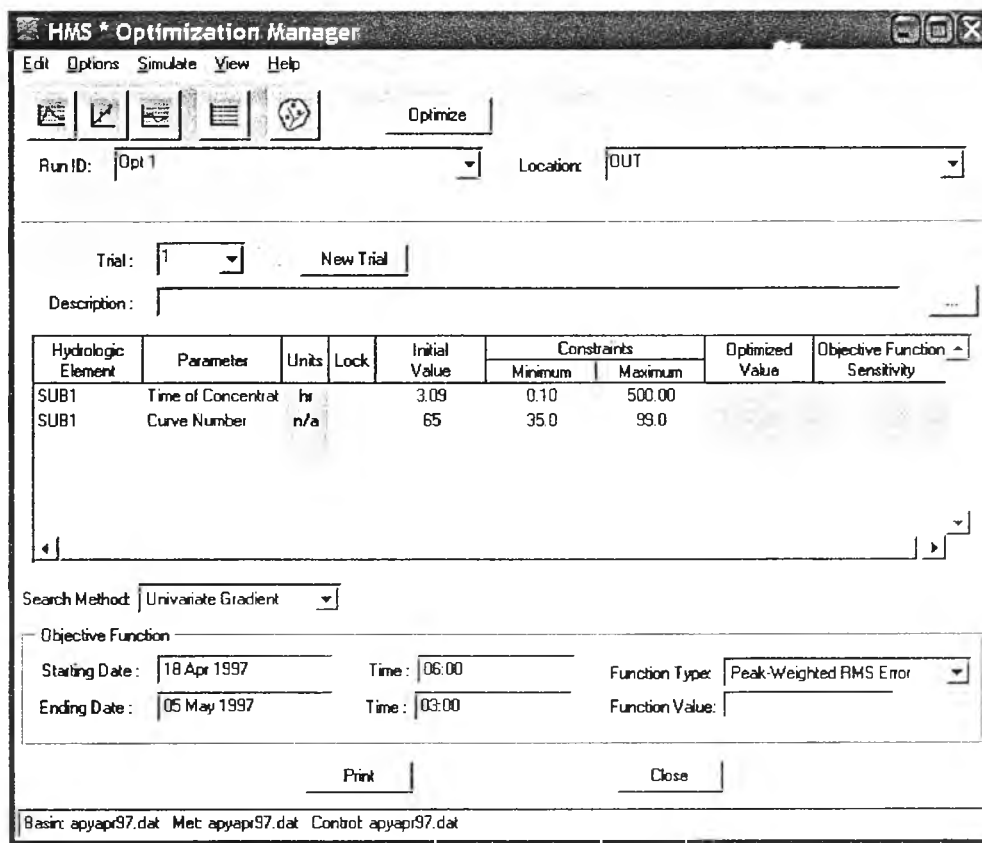 HMS * Optimization Manager
Edit Options Simulate View Help
Optimize
Run ID: Opt 1 Location: OUT
Trial: 1 New Trial
Description: ...
Hydrologic Element Parameter Units Lock Initial Value Constraints Minimum Maximum Optimized Value Objective Function Sensitivity
SUB1 Time of Concentrat hr 3.09 0.10 500.00
SUB1 Curve Number n/a 65 35.0 99.0
Search Method: Univariate Gradient
Objective Function
Starting Date: 18 Apr 1997 Time: 06:00 Function Type: Peak-Weighted RMS Error
Ending Date: 05 May 1997 Time: 03:00 Function Value:
Print Close
Basin: apyapr97.dat Met: apyapr97.dat Control: apyapr97.dat